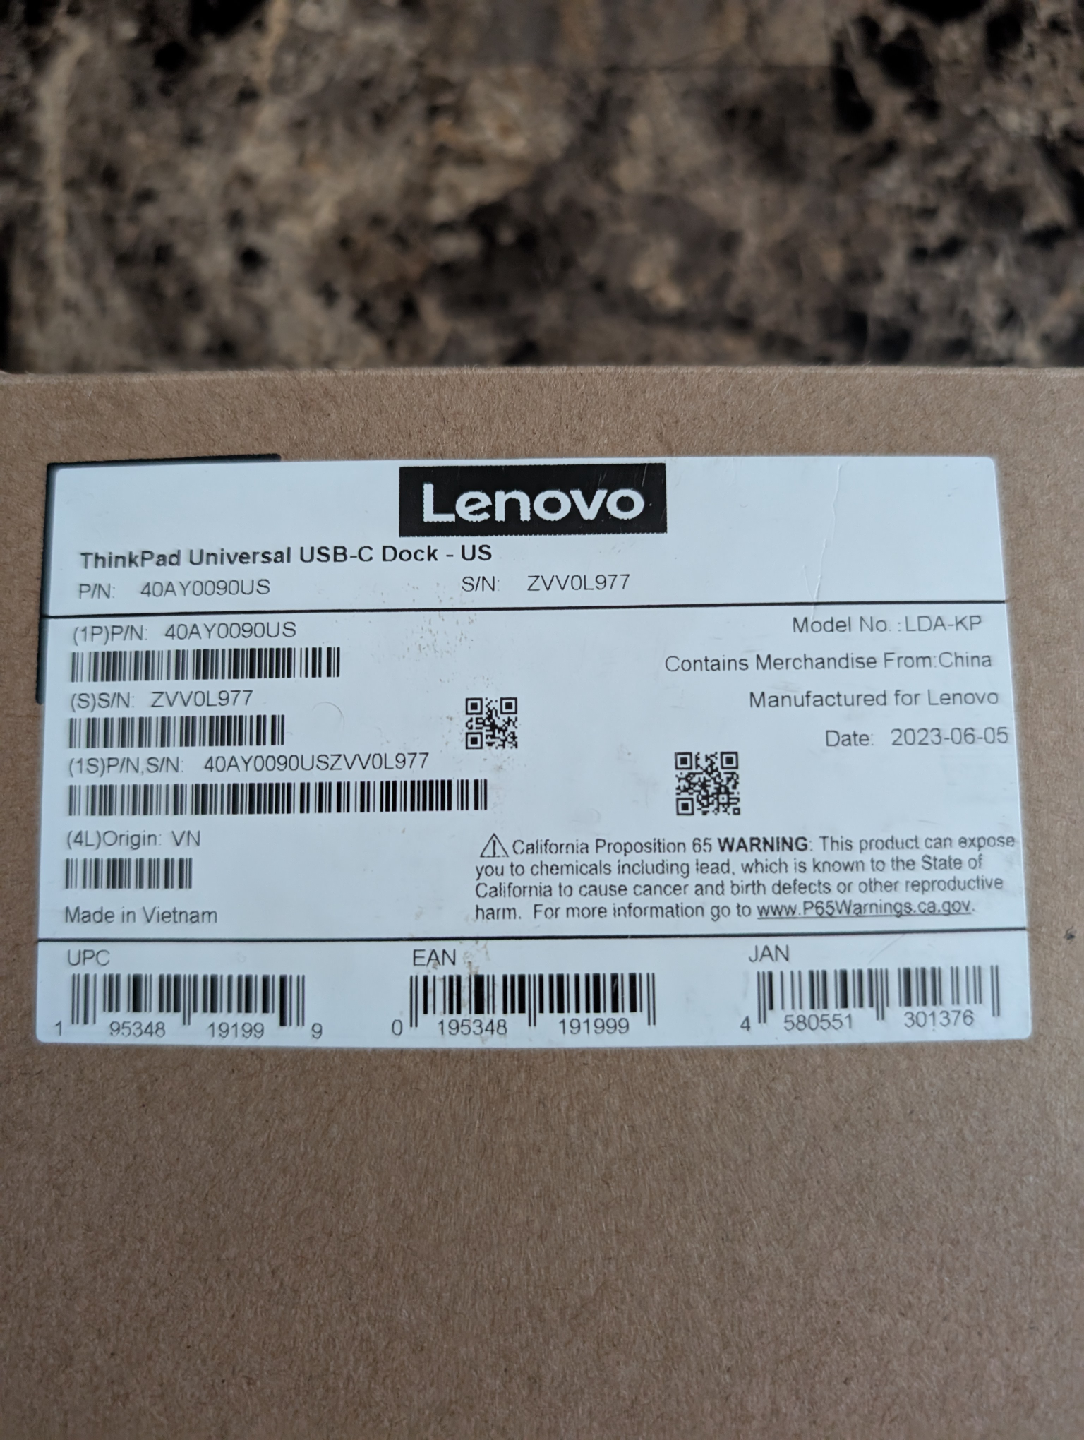 Lenovo
ThinkPad Universal USB-C Dock - US
P/N: 40AY0090US S/N: ZVV0L977
(1P)P/N: 40AY0090US
Model No.:LDA-KP
Contains Merchandise From:China
(S)S/N: ZVV0L977
Manufactured for Lenovo
Date: 2023-06-05
(1S)P/N,S/N: 40AY0090USZVV0L977
(4L)Origin: VN
Made in Vietnam
⚠ California Proposition 65 WARNING: This product can expose
you to chemicals including lead, which is known to the State of
California to cause cancer and birth defects or other reproductive
harm. For more information go to www.P65Warnings.ca.gov.
UPC
1 95348 19199 9
EAN
0 195348 191999
JAN
4 580551 301376